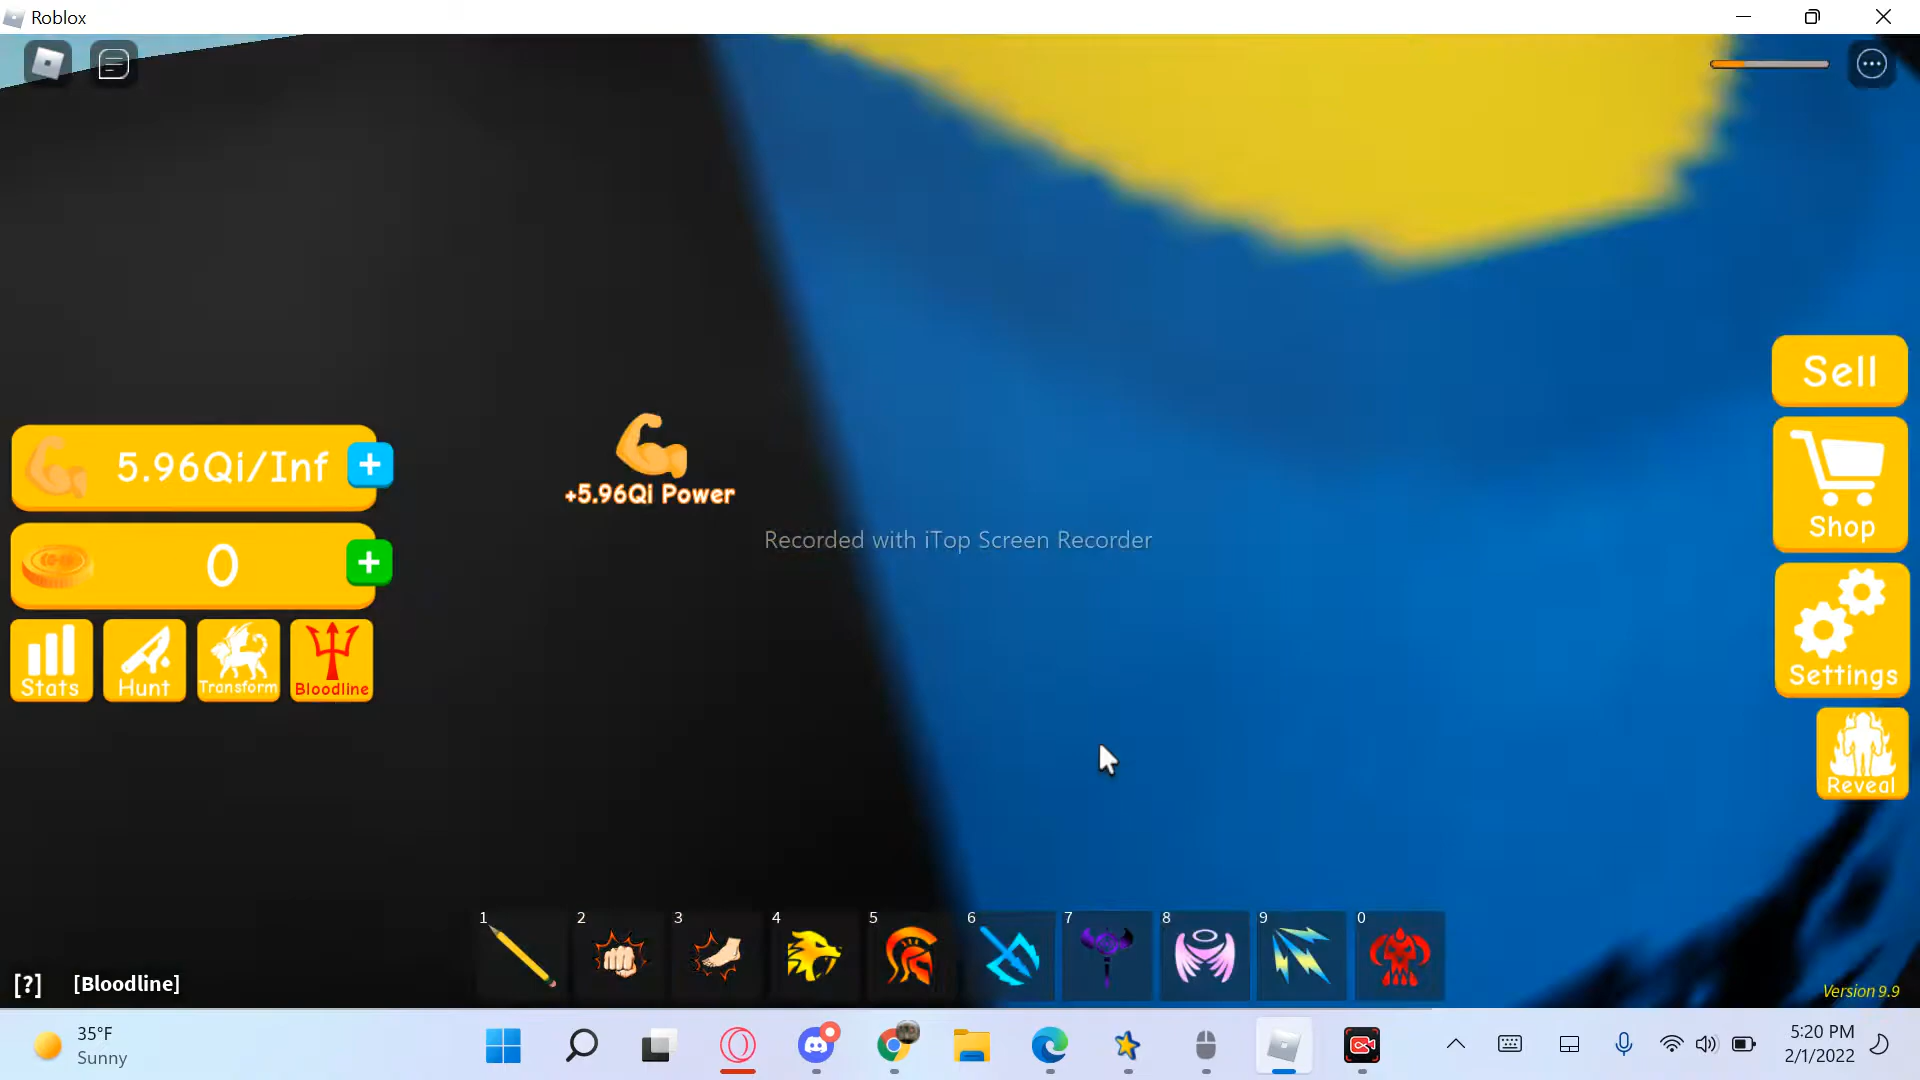 Roblox
5.96Qi/Inf
+
0
+
Stats
Hunt
Transform
Bloodline
+5.96Qi Power
Recorded with iTop Screen Recorder
Sell
Shop
Settings
Reveal
1
2
3
4
5
6
7
8
9
0
[?]
[Bloodline]
Version 9.9
35°F
Sunny
5:20 PM
2/1/2022